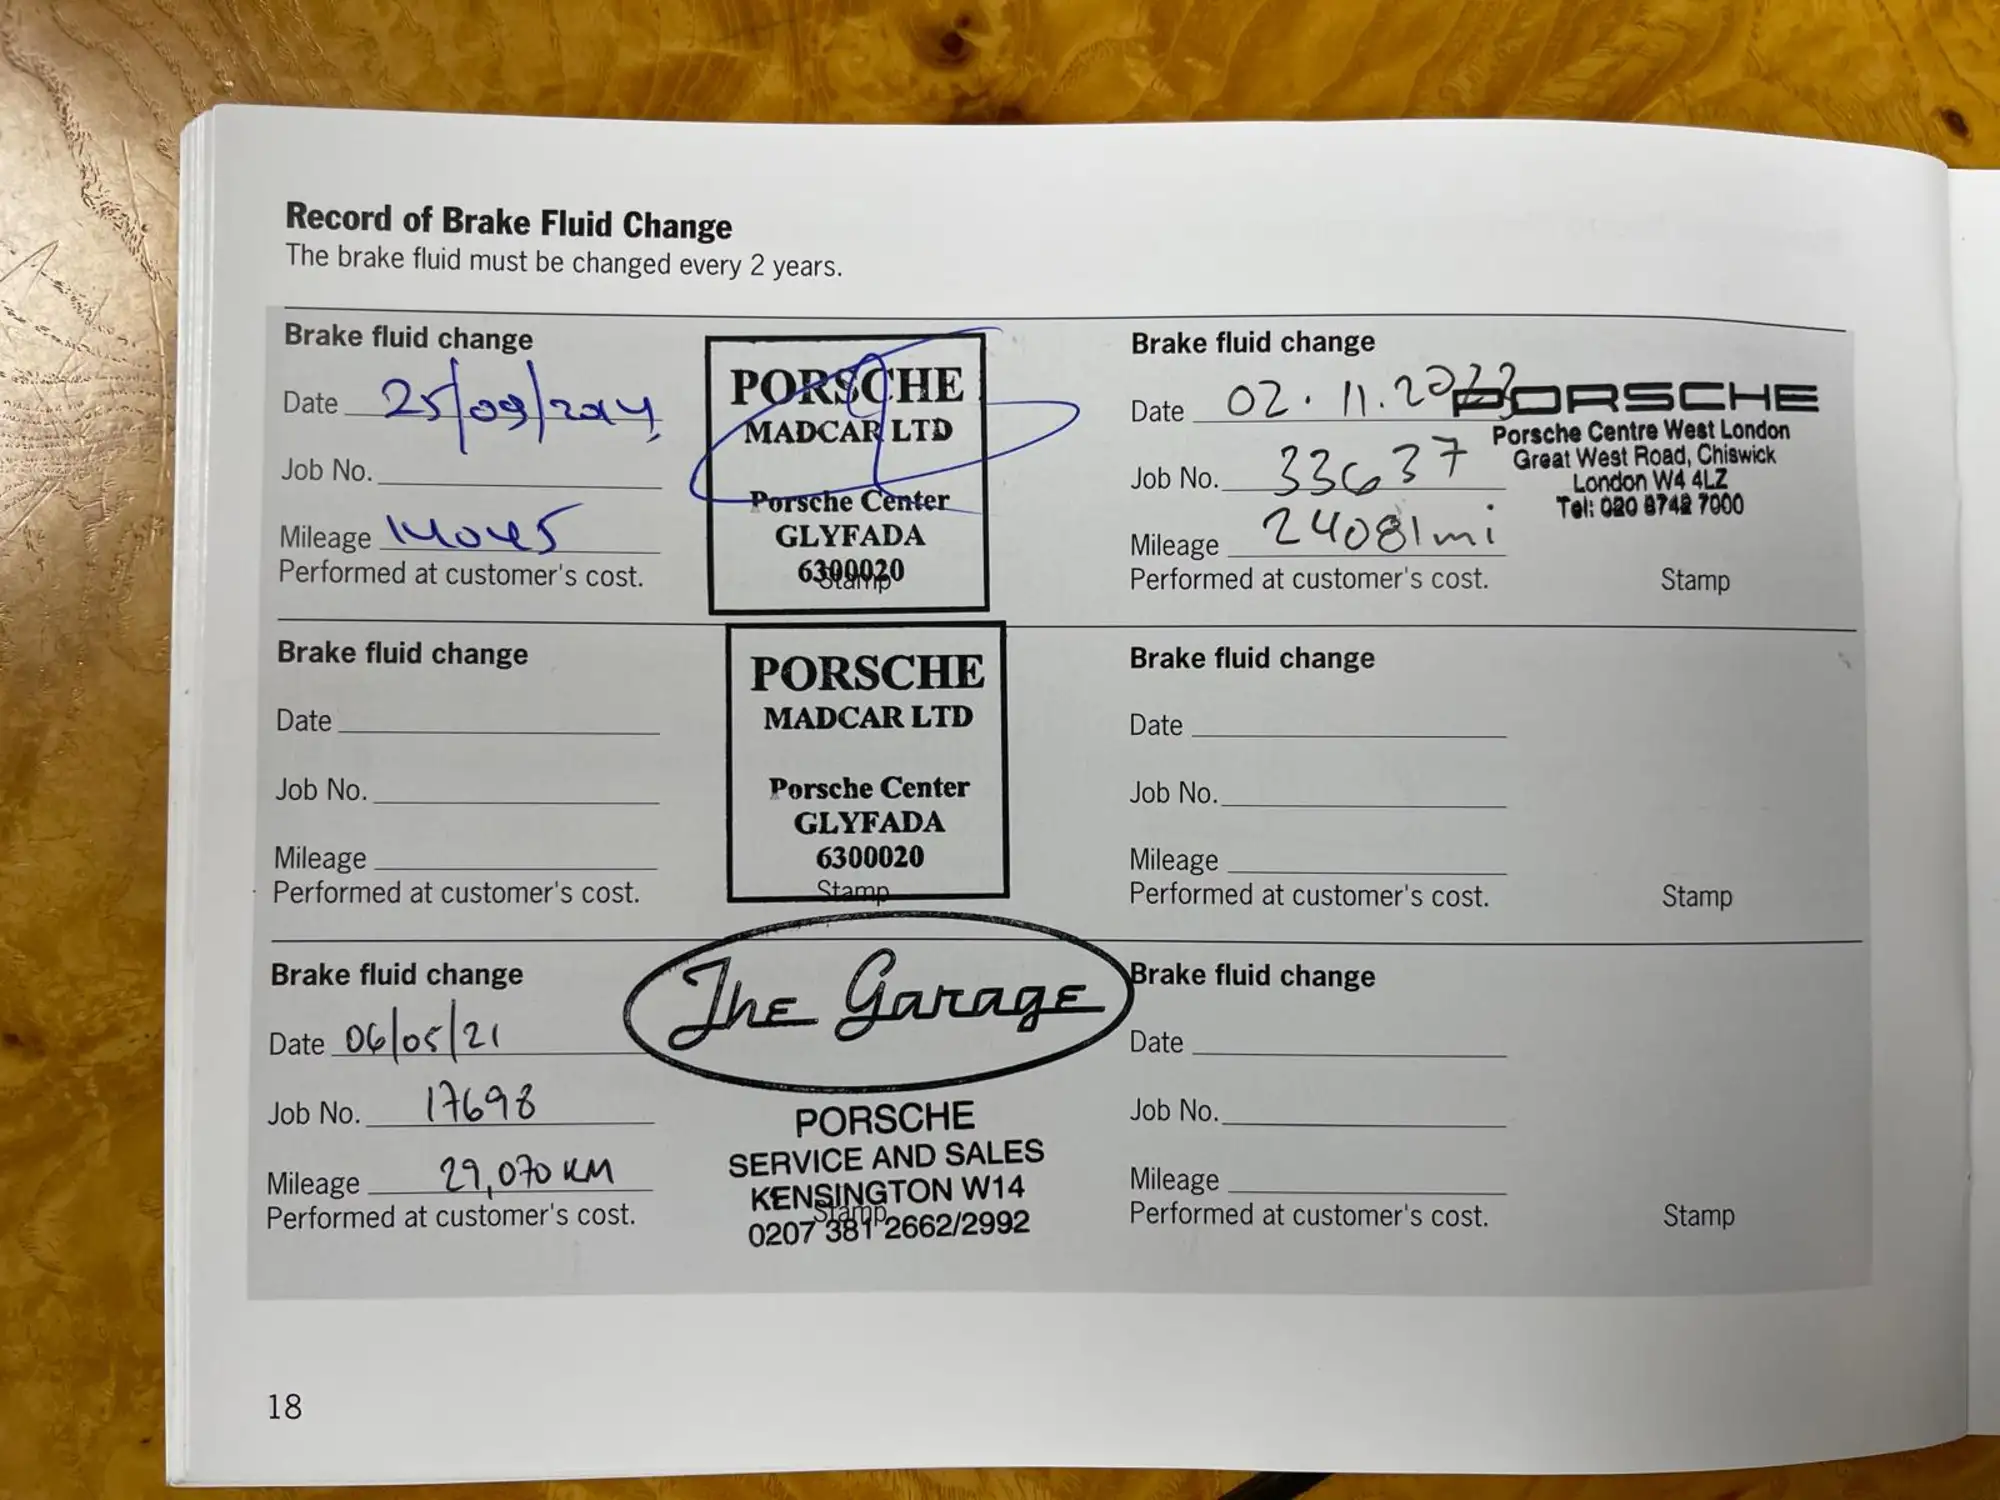 Record of Brake Fluid Change
The brake fluid must be changed every 2 years.
Brake fluid change
Date 25/09/2014
Job No.
Mileage 14045
Performed at customer's cost.
PORSCHE
MADCAR LTD
Porsche Center
GLYFADA
6300020
Stamp
Brake fluid change
Date
Job No.
Mileage
Performed at customer's cost.
PORSCHE
MADCAR LTD
Porsche Center
GLYFADA
6300020
Stamp
Brake fluid change
Date 06/05/21
Job No. 17698
Mileage 29,070 KM
Performed at customer's cost.
The Garage
PORSCHE
SERVICE AND SALES
KENSINGTON W14
0207 381 2662/2992
Stamp
Brake fluid change
Date 02.11.2023
Job No. 33637
Mileage 24081mi
Performed at customer's cost.
PORSCHE
Porsche Centre West London
Great West Road, Chiswick
London W4 4LZ
Tel: 020 8742 7000
Stamp
Brake fluid change
Date
Job No.
Mileage
Performed at customer's cost.
Stamp
Brake fluid change
Date
Job No.
Mileage
Performed at customer's cost.
Stamp
18